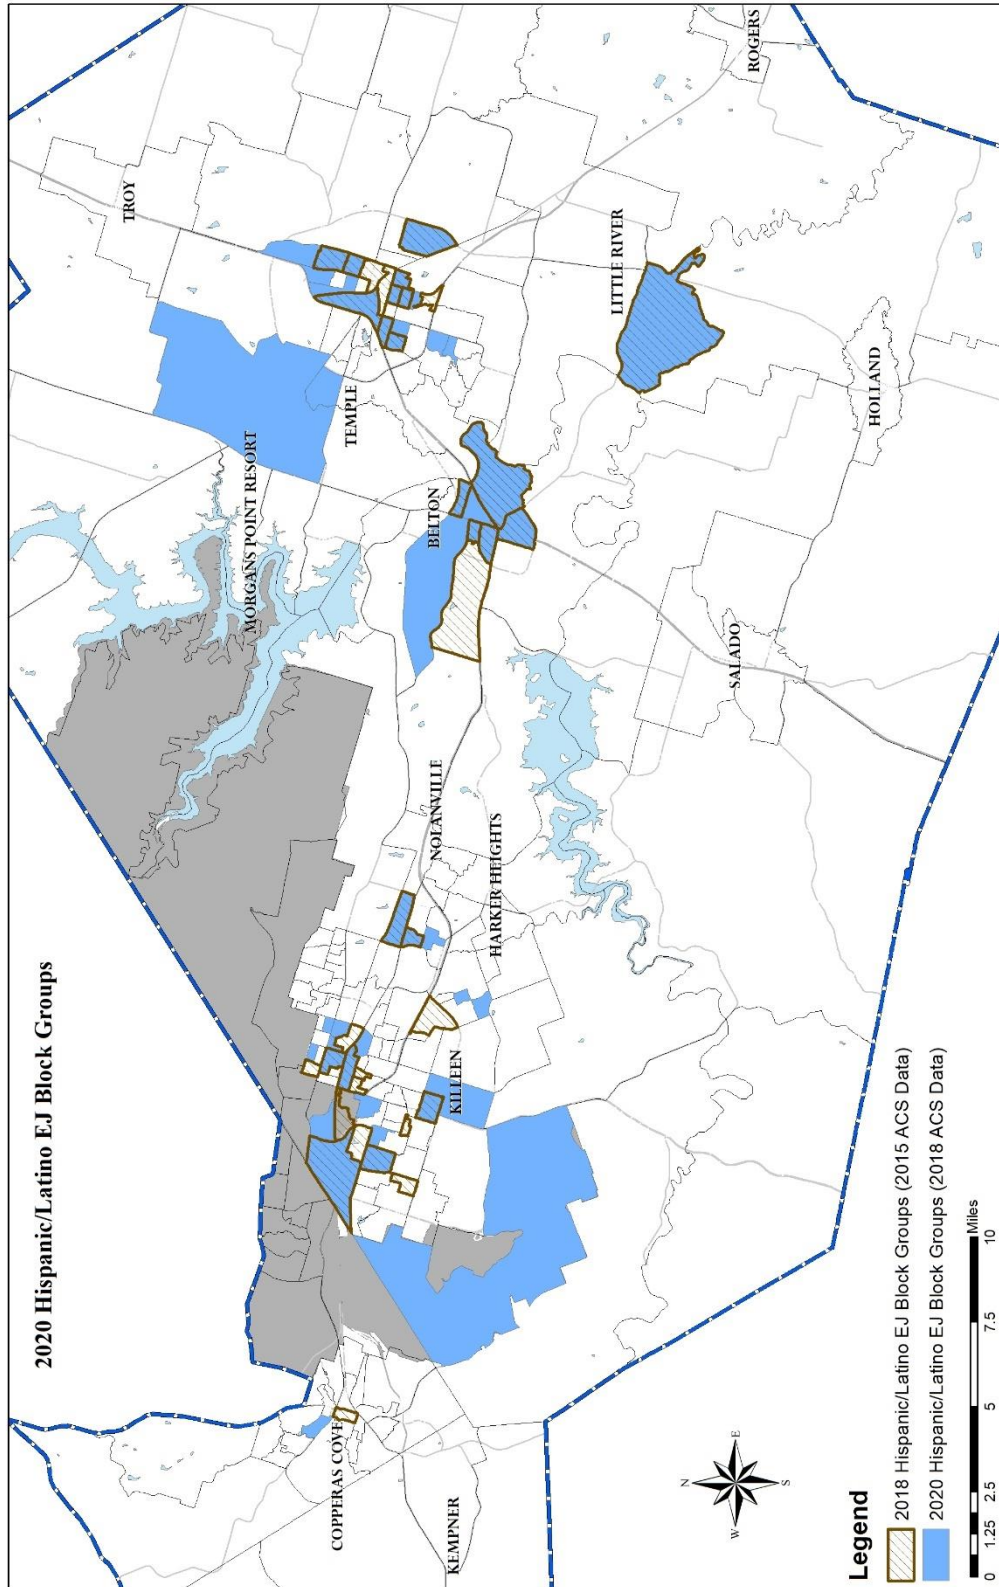 2020 Hispanic/Latino EJ Block Groups
TROY
ROGERS
TEMPLE
MORGANS POINT RESORT
LITTLE RIVER
BELTON
HOLLAND
SALADO
NOLANVILLE
HARKER HEIGHTS
KILLEEN
COPPERAS COVE
KEMPNER
N
W
E
S
Legend
2018 Hispanic/Latino EJ Block Groups (2015 ACS Data)
2020 Hispanic/Latino EJ Block Groups (2018 ACS Data)
0 1.25 2.5 5 7.5 10
Miles